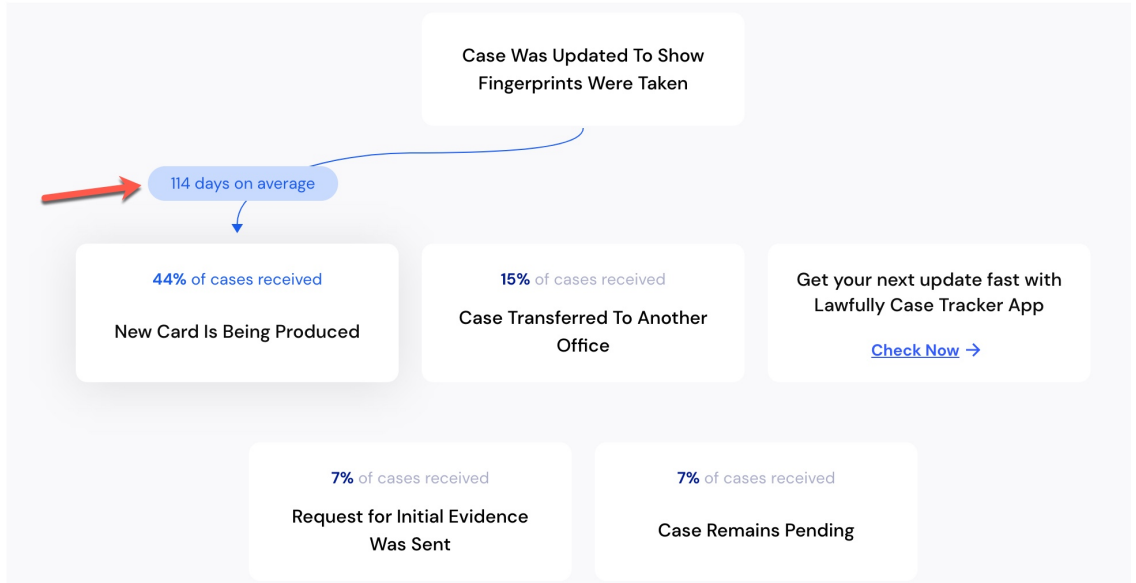 Case Was Updated To Show
Fingerprints Were Taken
114 days on average
44% of cases received
New Card Is Being Produced
15% of cases received
Case Transferred To Another
Office
Get your next update fast with
Lawfully Case Tracker App
Check Now →
7% of cases received
Request for Initial Evidence
Was Sent
7% of cases received
Case Remains Pending